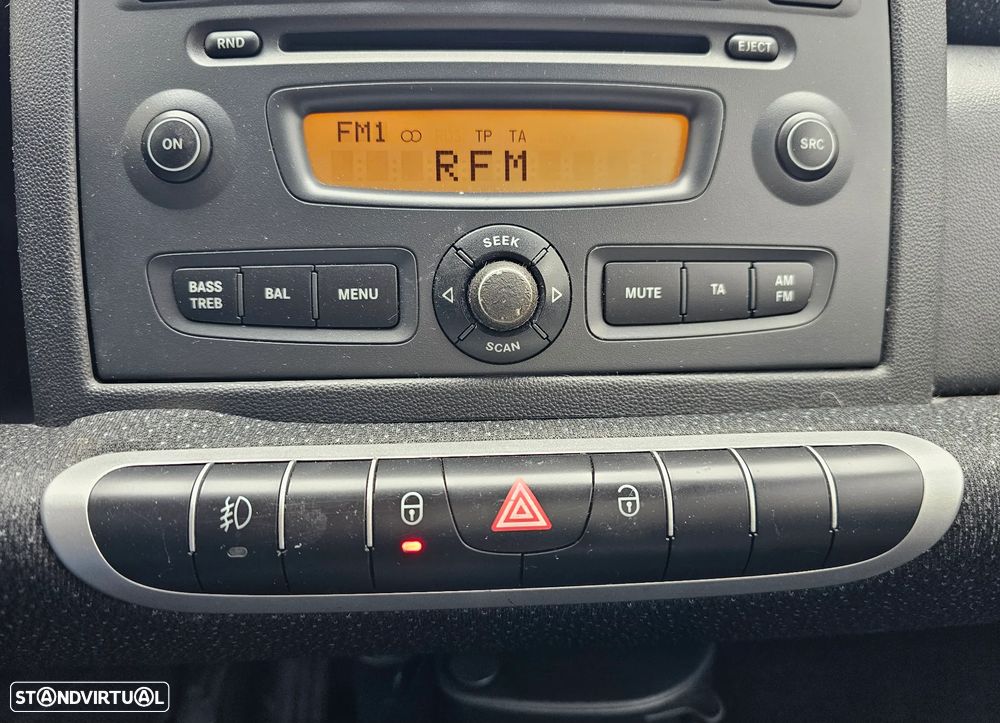 RND
EJECT
ON
FM1 TP TA
RFM
SRC
SEEK
BASS
TREB
BAL
MENU
MUTE
TA
AM
FM
SCAN
STANDVIRTUAL